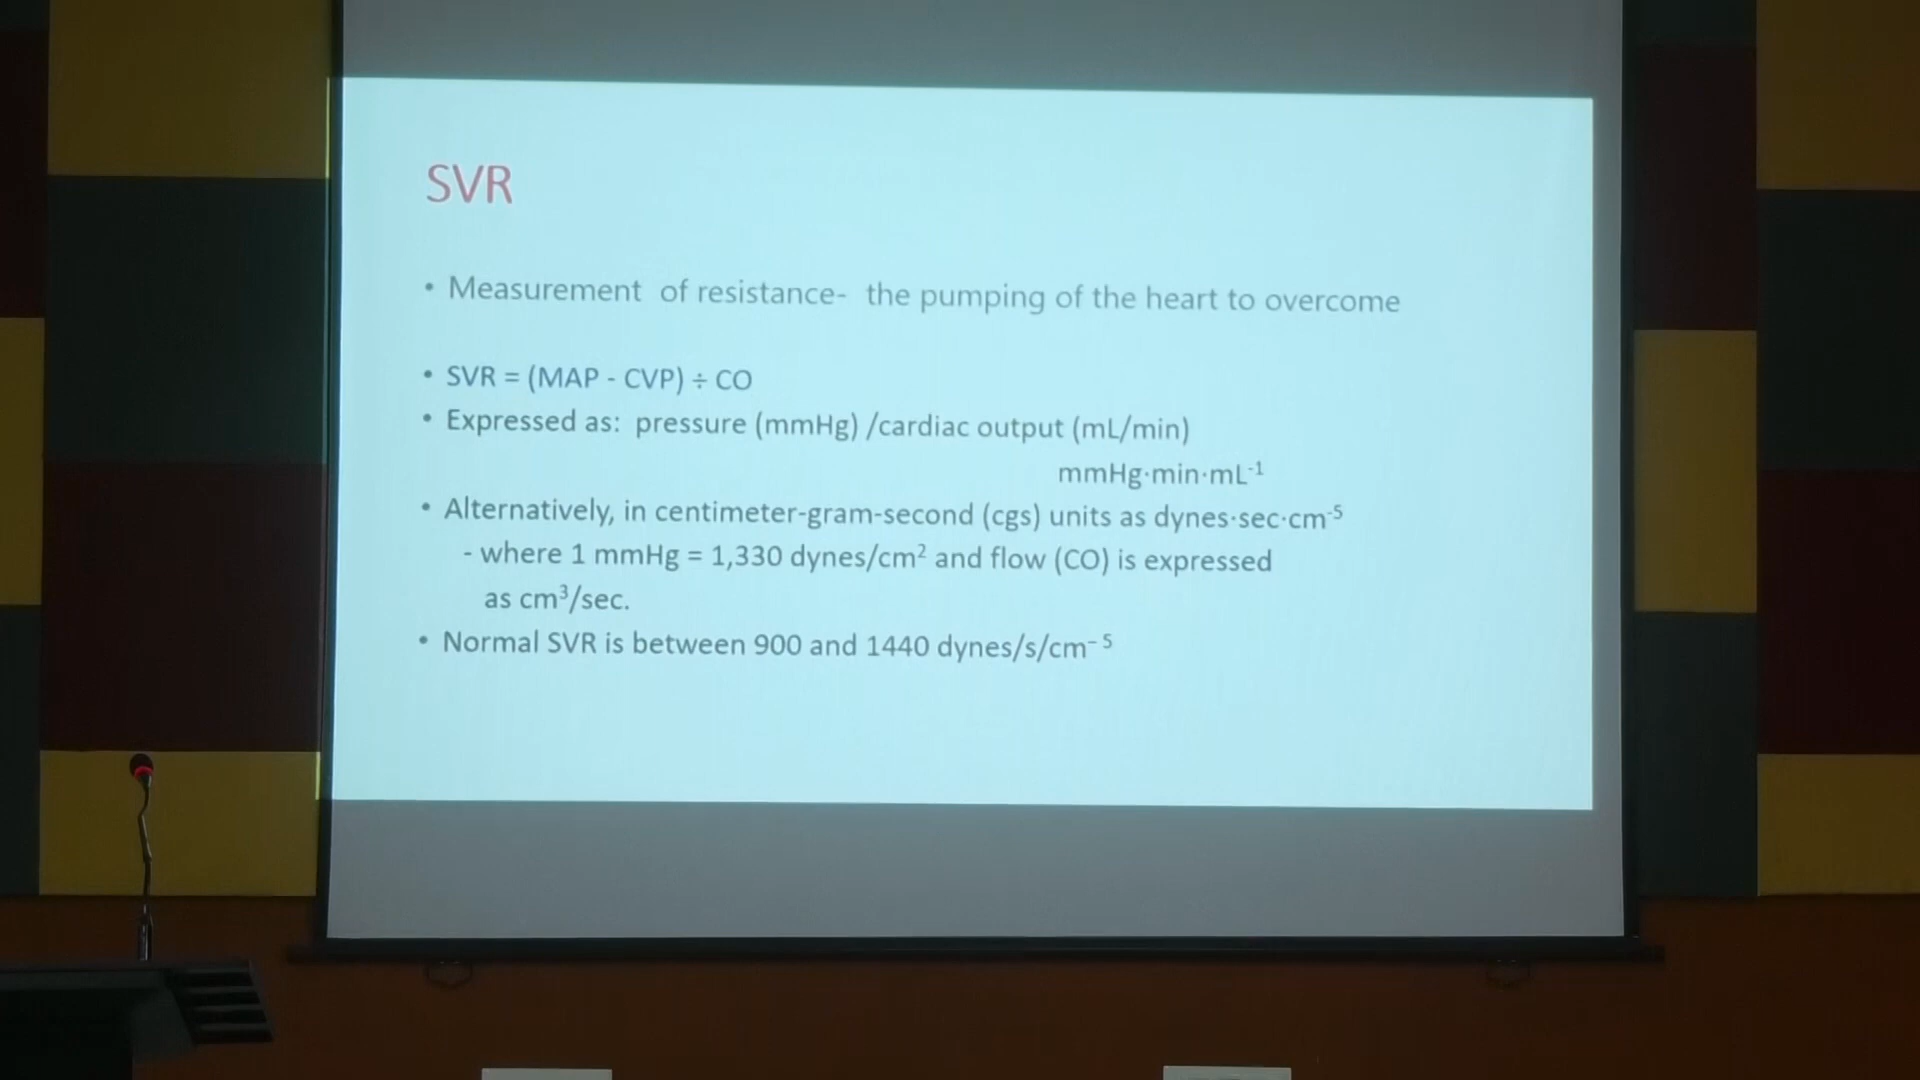 SVR
• Measurement of resistance- the pumping of the heart to overcome
• SVR = (MAP - CVP) ÷ CO
• Expressed as: pressure (mmHg) /cardiac output (mL/min)
mmHg·min·mL⁻¹
• Alternatively, in centimeter-gram-second (cgs) units as dynes·sec·cm⁻⁵
- where 1 mmHg = 1,330 dynes/cm² and flow (CO) is expressed
as cm³/sec.
• Normal SVR is between 900 and 1440 dynes/s/cm⁻ ⁵